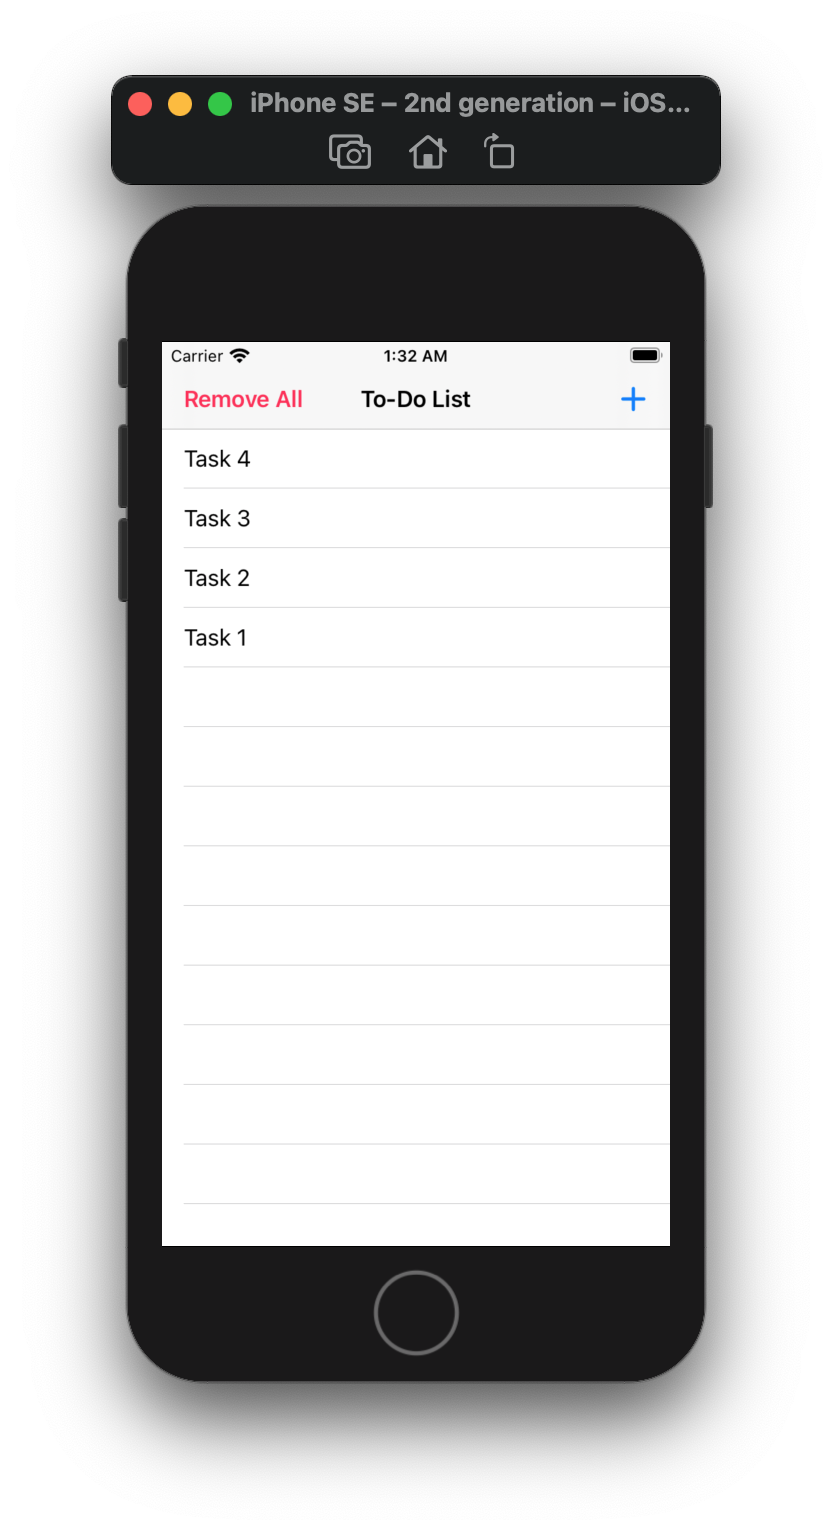 iPhone SE – 2nd generation – iOS...
Carrier 1:32 AM
Remove All To-Do List +
Task 4
Task 3
Task 2
Task 1